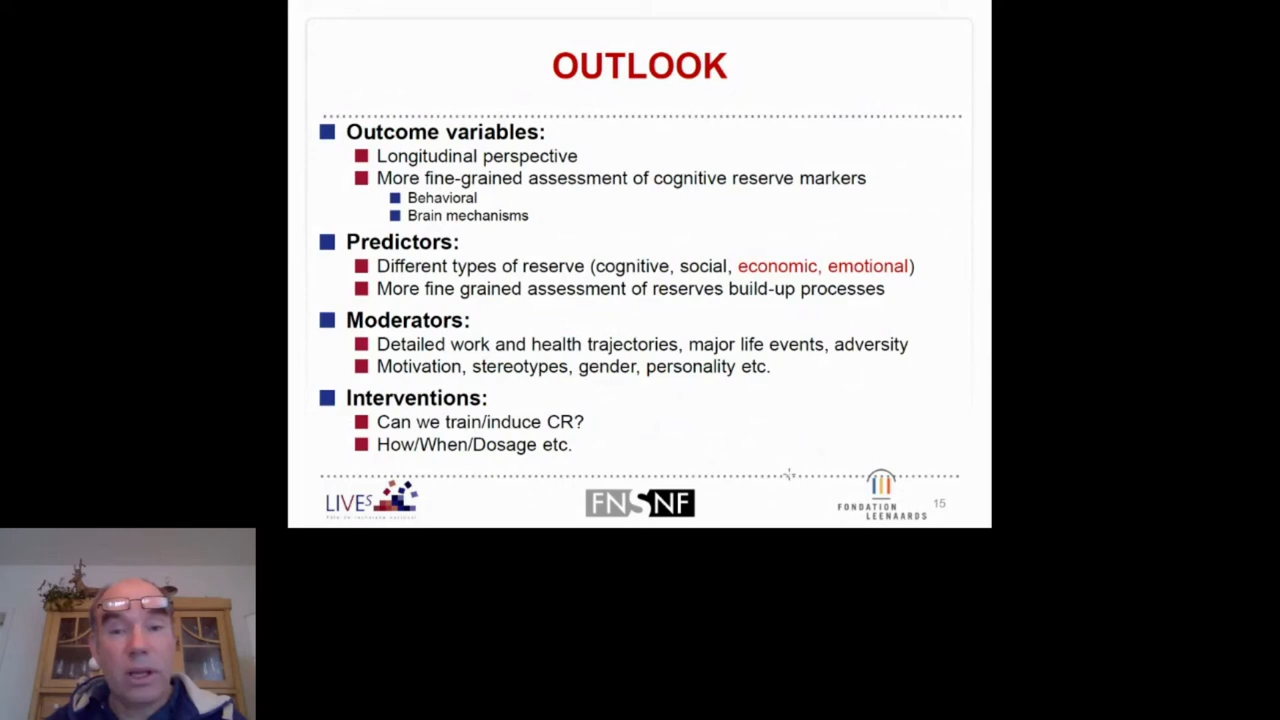 OUTLOOK
Outcome variables:
Longitudinal perspective
More fine-grained assessment of cognitive reserve markers
Behavioral
Brain mechanisms
Predictors:
Different types of reserve (cognitive, social, economic, emotional)
More fine grained assessment of reserves build-up processes
Moderators:
Detailed work and health trajectories, major life events, adversity
Motivation, stereotypes, gender, personality etc.
Interventions:
Can we train/induce CR?
How/When/Dosage etc.
LIVES
FNSNF
FONDATION
LEENAARDS
15